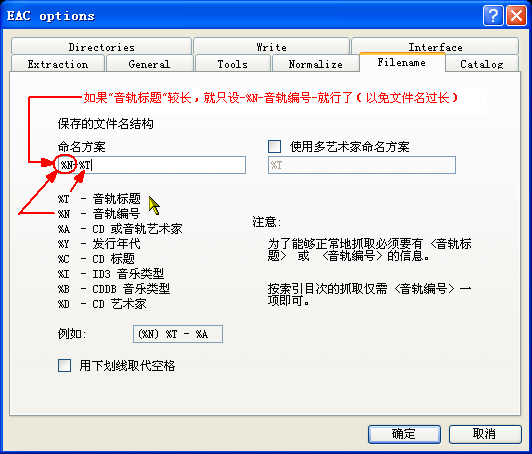 EAC options
Directories
Write
Interface
Extraction
General
Tools
Normalize
Filename
Catalog
如果"音轨标题"较长，就只设-%N-音轨编号-就行了（以免文件名过长）
保存的文件名结构
命名方案
使用多艺术家命名方案
%N-%T
%T
%T - 音轨标题
%N - 音轨编号
%A - CD 或音轨艺术家
%Y - 发行年代
%C - CD 标题
%I - ID3 音乐类型
%B - CDDB 音乐类型
%D - CD 艺术家
注意:
为了能够正常地抓取必须要有 <音轨标
题> 或 <音轨编号> 的信息。
按索引目次的抓取仅需 <音轨编号> 一
项即可。
例如:
(%N) %T - %A
用下划线取代空格
确定
取消